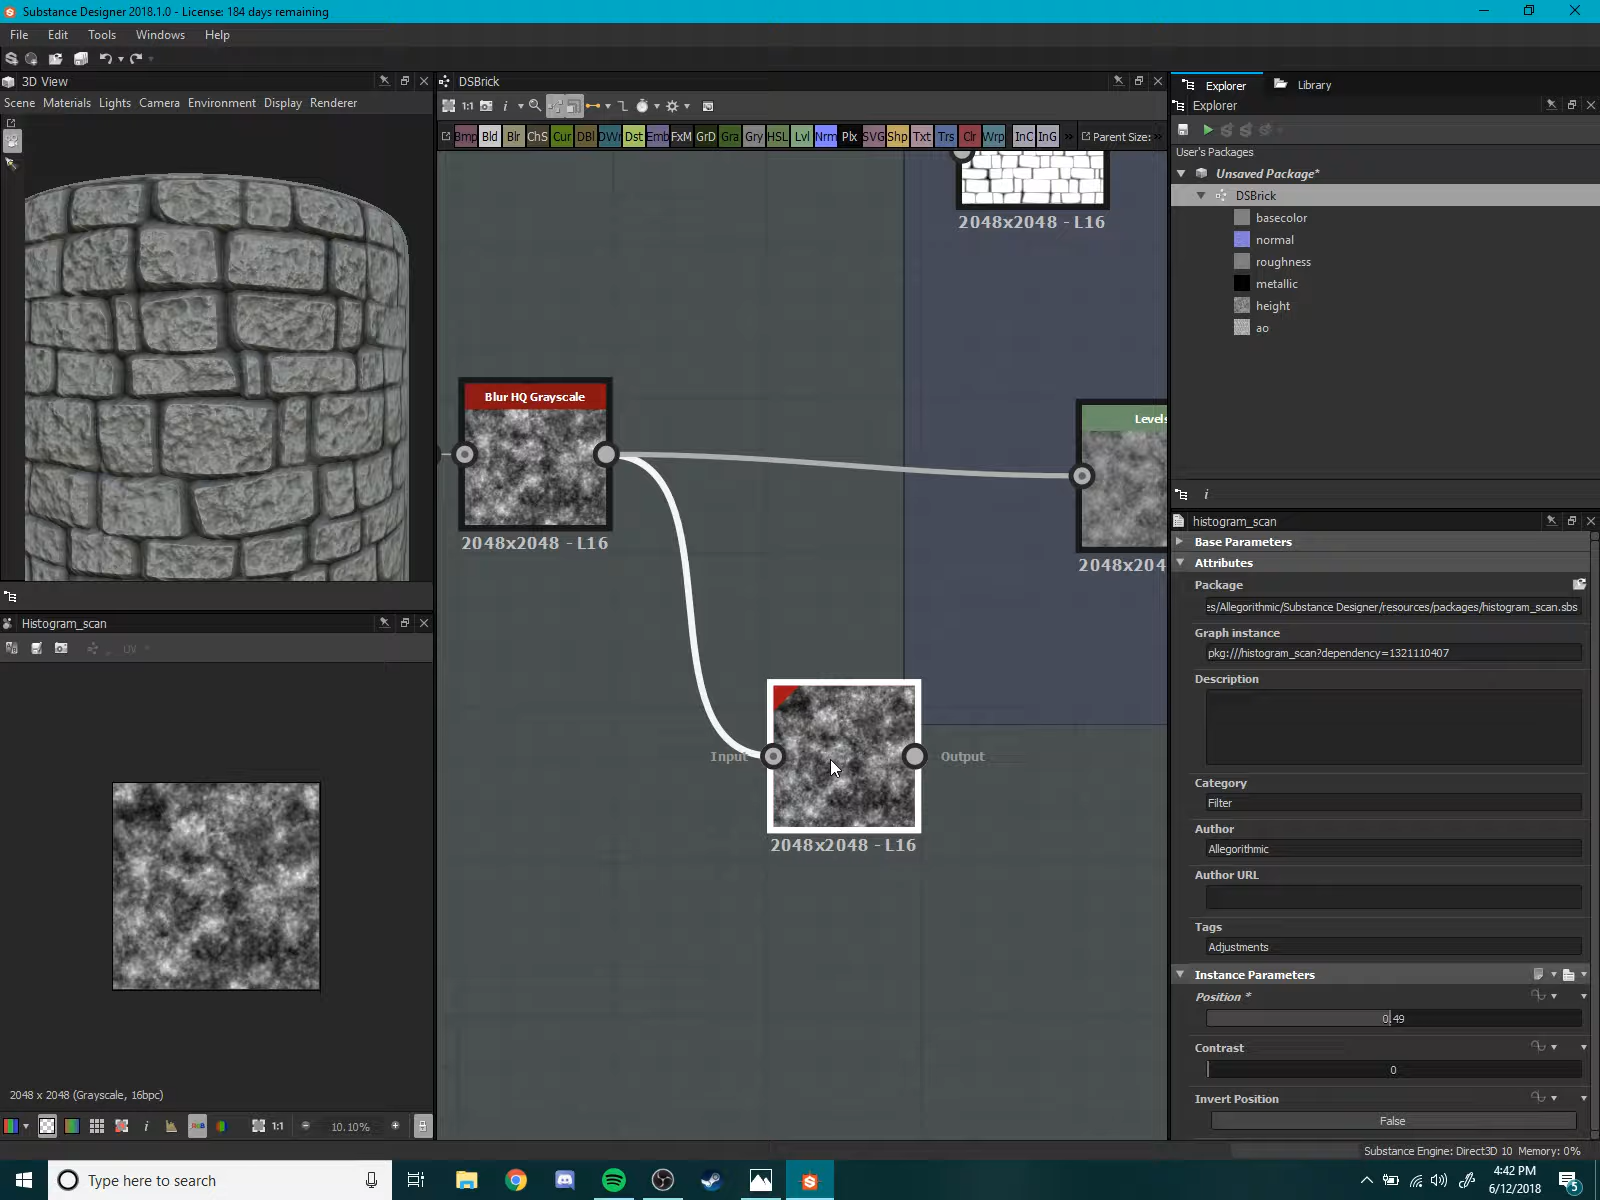 Substance Designer 2018.1.0 - License: 184 days remaining
File Edit Tools Windows Help
3D View
Scene Materials Lights Camera Environment Display Renderer
DSBrick
1:1
Bmp Bld Blr ChS Cur DBl DWr Dst Emb FxM GrD Gra Gry HSL Lvl Nrm Plx SVG Shp Txt Trs Clr Wrp InC InG » Parent Size: »
2048x2048 - L16
Blur HQ Grayscale
2048x2048 - L16
Levels
2048x204
Input
Output
2048x2048 - L16
Histogram_scan
UV
2048 x 2048 (Grayscale, 16bpc)
1:1
10.10%
Explorer Library
Explorer
User's Packages
Unsaved Package*
DSBrick
basecolor
normal
roughness
metallic
height
ao
histogram_scan
Base Parameters
Attributes
Package
es/Allegorithmic/Substance Designer/resources/packages/histogram_scan.sbs
Graph instance
pkg:///histogram_scan?dependency=1321110407
Description
Category
Filter
Author
Allegorithmic
Author URL
Tags
Adjustments
Instance Parameters
Position *
0.49
Contrast
0
Invert Position
False
Substance Engine: Direct3D 10 Memory: 0%
Type here to search
4:42 PM
6/12/2018
5